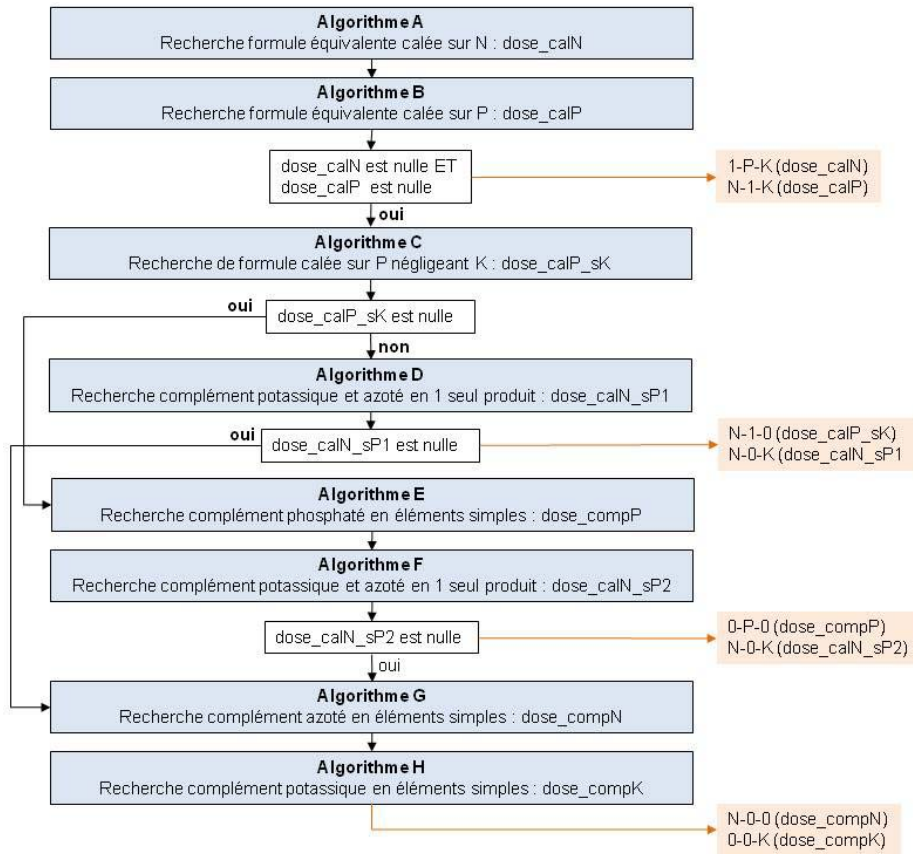 Algorithme A
Recherche formule équivalente calée sur N : dose_calN
Algorithme B
Recherche formule équivalente calée sur P : dose_calP
dose_calN est nulle ET
dose_calP est nulle
1-P-K (dose_calN)
N-1-K (dose_calP)
oui
Algorithme C
Recherche de formule calée sur P négligeant K : dose_calP_sK
oui
dose_calP_sK est nulle
non
Algorithme D
Recherche complément potassique et azoté en 1 seul produit : dose_calN_sP1
oui
dose_calN_sP1 est nulle
N-1-0 (dose_calP_sK)
N-0-K (dose_calN_sP1
Algorithme E
Recherche complément phosphaté en éléments simples : dose_compP
Algorithme F
Recherche complément potassique et azoté en 1 seul produit : dose_calN_sP2
dose_calN_sP2 est nulle
0-P-0 (dose_compP)
N-0-K (dose_calN_sP2)
oui
Algorithme G
Recherche complément azoté en éléments simples : dose_compN
Algorithme H
Recherche complément potassique en éléments simples : dose_compK
N-0-0 (dose_compN)
0-0-K (dose_compK)